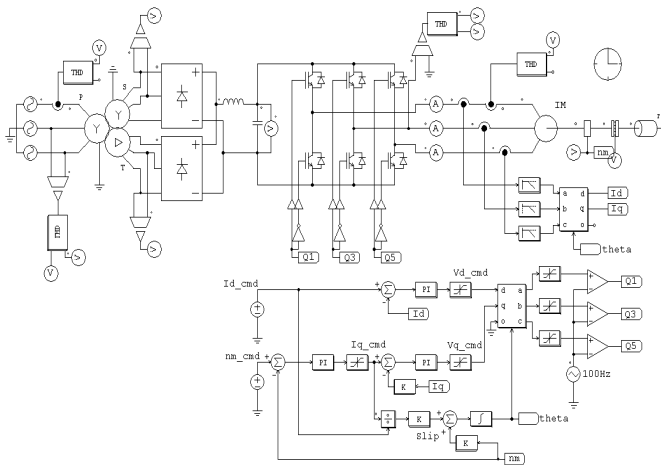 V
THD
P
S
T
Y
Y
V
V
THD
V
V
THD
V
V
THD
V
A
A
A
IM
V
nm
V
T
Q1
Q3
Q5
a d
b q
c o
Id
Iq
theta
Id_cmd
PI
Vd_cmd
Id
d a
q b
o c
Q1
Q3
Q5
100Hz
nm_cmd
PI
Iq_cmd
PI
Vq_cmd
K
Iq
K
Slip
K
theta
nm